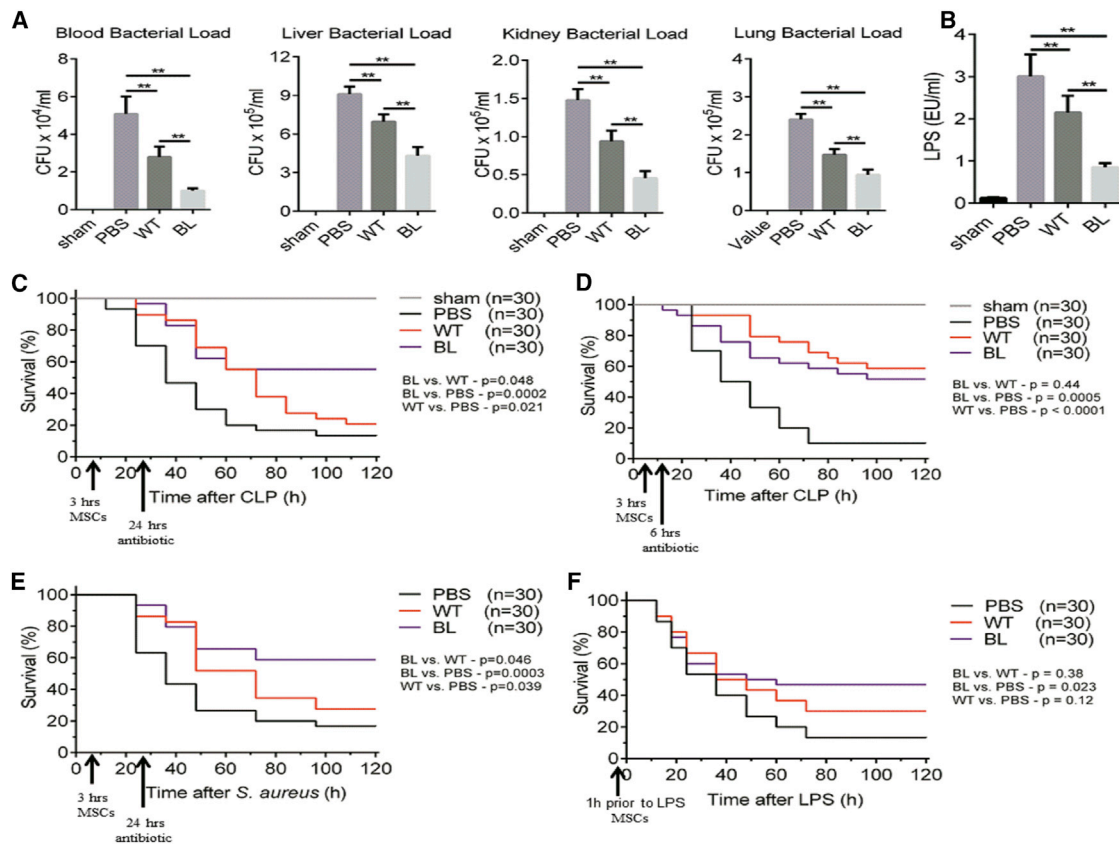 A
Blood Bacterial Load
CFU x 10⁴/ml
8
6
4
2
0
sham
PBS
WT
BL
**
**
**
Liver Bacterial Load
CFU x 10⁵/ml
12
9
6
3
0
sham
PBS
WT
BL
**
**
**
Kidney Bacterial Load
CFU x 10⁵/ml
2.0
1.5
1.0
0.5
0.0
sham
PBS
WT
BL
**
**
**
Lung Bacterial Load
CFU x 10⁵/ml
4
3
2
1
0
Value
PBS
WT
BL
**
**
**
B
LPS (EU/ml)
4
3
2
1
0
sham
PBS
WT
BL
**
**
**
C
Survival (%)
100
80
60
40
20
0
0 20 40 60 80 100 120
Time after CLP (h)
3 hrs
MSCs
24 hrs
antibiotic
sham (n=30)
PBS (n=30)
WT (n=30)
BL (n=30)
BL vs. WT - p=0.048
BL vs. PBS - p=0.0002
WT vs. PBS - p=0.021
D
Survival (%)
100
80
60
40
20
0
0 20 40 60 80 100 120
Time after CLP (h)
3 hrs
MSCs
6 hrs
antibiotic
sham (n=30)
PBS (n=30)
WT (n=30)
BL (n=30)
BL vs. WT - p = 0.44
BL vs. PBS - p = 0.0005
WT vs. PBS - p < 0.0001
E
Survival (%)
100
80
60
40
20
0
0 20 40 60 80 100 120
Time after S. aureus (h)
3 hrs
MSCs
24 hrs
antibiotic
PBS (n=30)
WT (n=30)
BL (n=30)
BL vs. WT - p=0.046
BL vs. PBS - p=0.0003
WT vs. PBS - p=0.039
F
Survival (%)
100
80
60
40
20
0
0 20 40 60 80 100 120
Time after LPS (h)
1h prior to LPS
MSCs
PBS (n=30)
WT (n=30)
BL (n=30)
BL vs. WT - p = 0.38
BL vs. PBS - p = 0.023
WT vs. PBS - p = 0.12